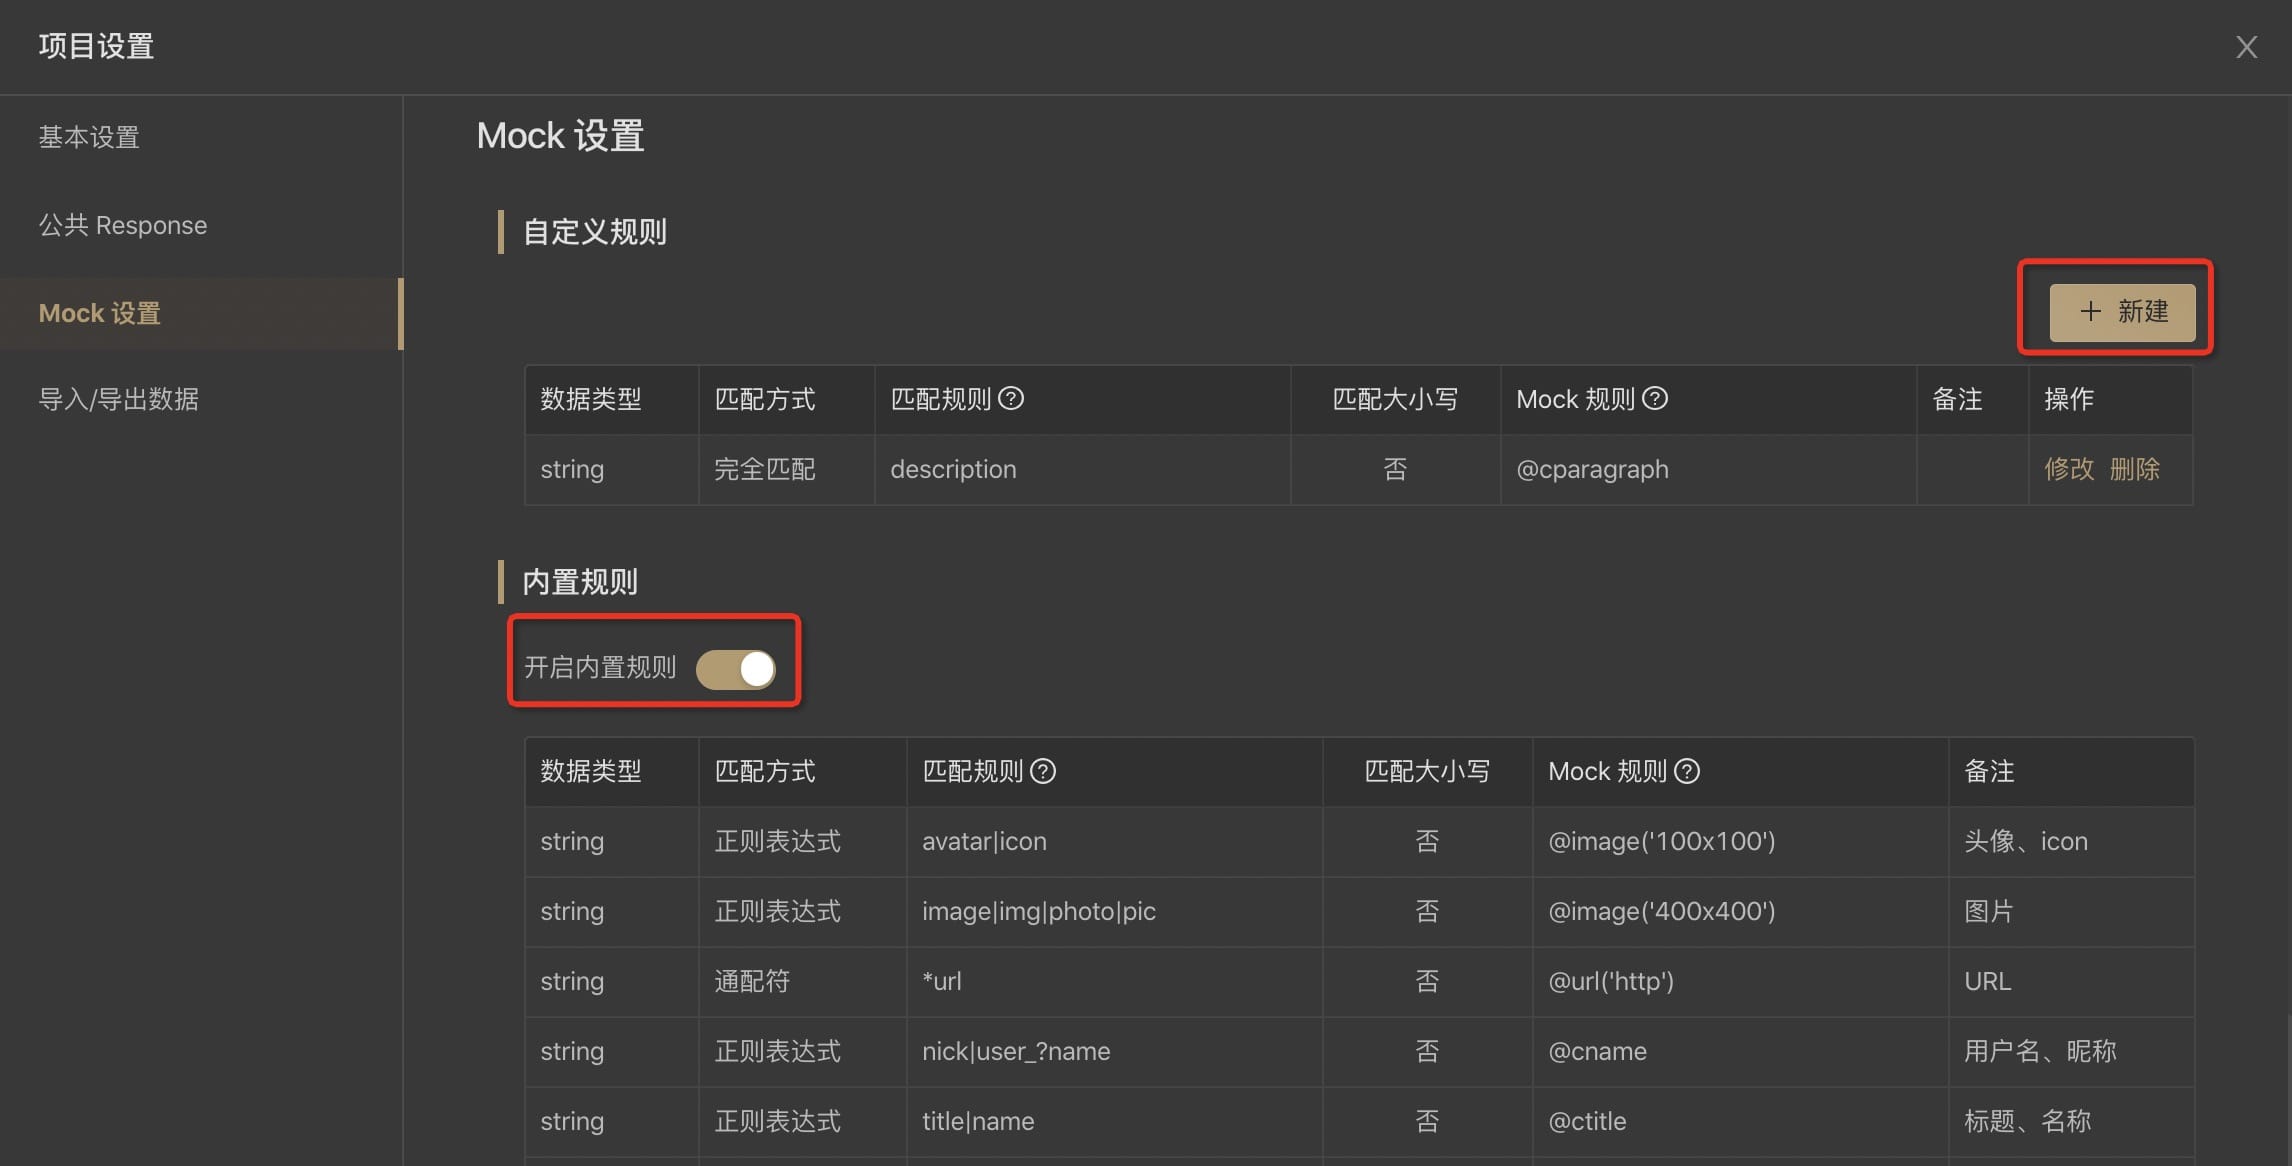 项目设置
基本设置
公共 Response
Mock 设置
导入/导出数据
Mock 设置
自定义规则
新建
数据类型 匹配方式 匹配规则 匹配大小写 Mock 规则 备注 操作
string 完全匹配 description 否 @cparagraph 修改 删除
内置规则
开启内置规则
数据类型 匹配方式 匹配规则 匹配大小写 Mock 规则 备注
string 正则表达式 avatar|icon 否 @image('100x100') 头像、icon
string 正则表达式 image|img|photo|pic 否 @image('400x400') 图片
string 通配符 *url 否 @url('http') URL
string 正则表达式 nick|user_?name 否 @cname 用户名、昵称
string 正则表达式 title|name 否 @ctitle 标题、名称